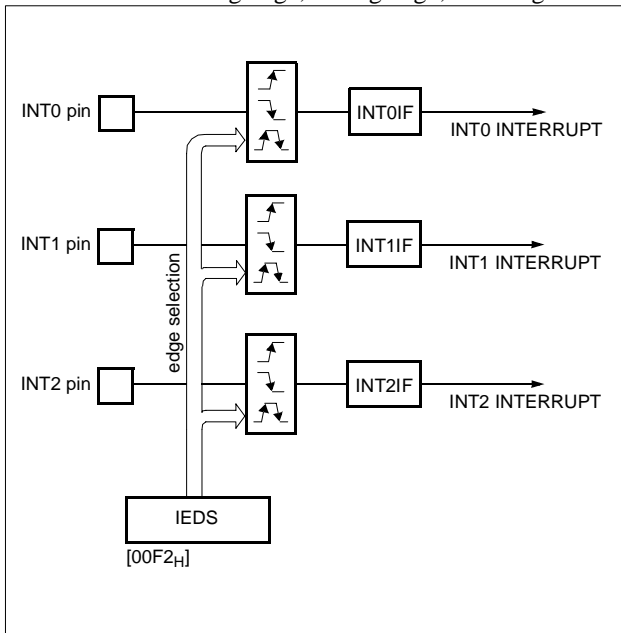 INT0 pin
INT0IF
INT0 INTERRUPT
INT1 pin
INT1IF
INT1 INTERRUPT
edge selection
INT2 pin
INT2IF
INT2 INTERRUPT
IEDS
[00F2H]